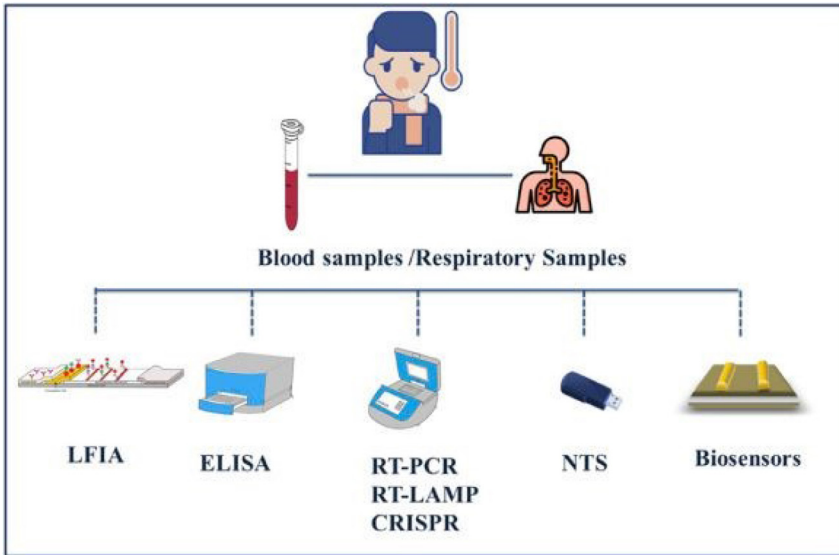 Blood samples /Respiratory Samples
LFIA
ELISA
RT-PCR
RT-LAMP
CRISPR
NTS
Biosensors